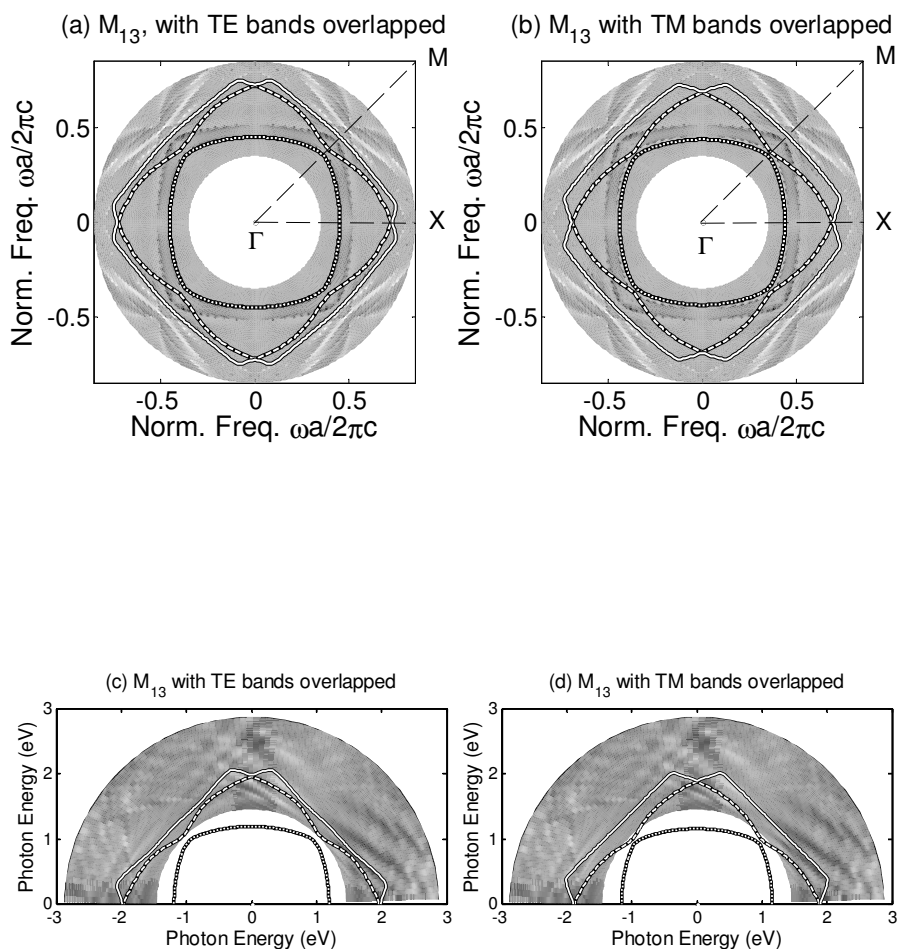 (a) M13, with TE bands overlapped
(b) M13 with TM bands overlapped
M
M
0.5
0
-0.5
Norm. Freq. ωa/2πc
Γ
X
-0.5
0
0.5
Norm. Freq. ωa/2πc
0.5
0
-0.5
Norm. Freq. ωa/2πc
Γ
X
-0.5
0
0.5
Norm. Freq. ωa/2πc
(c) M13 with TE bands overlapped
(d) M13 with TM bands overlapped
3
2
1
0
Photon Energy (eV)
-3
-2
-1
0
1
2
3
Photon Energy (eV)
3
2
1
0
Photon Energy (eV)
-3
-2
-1
0
1
2
3
Photon Energy (eV)